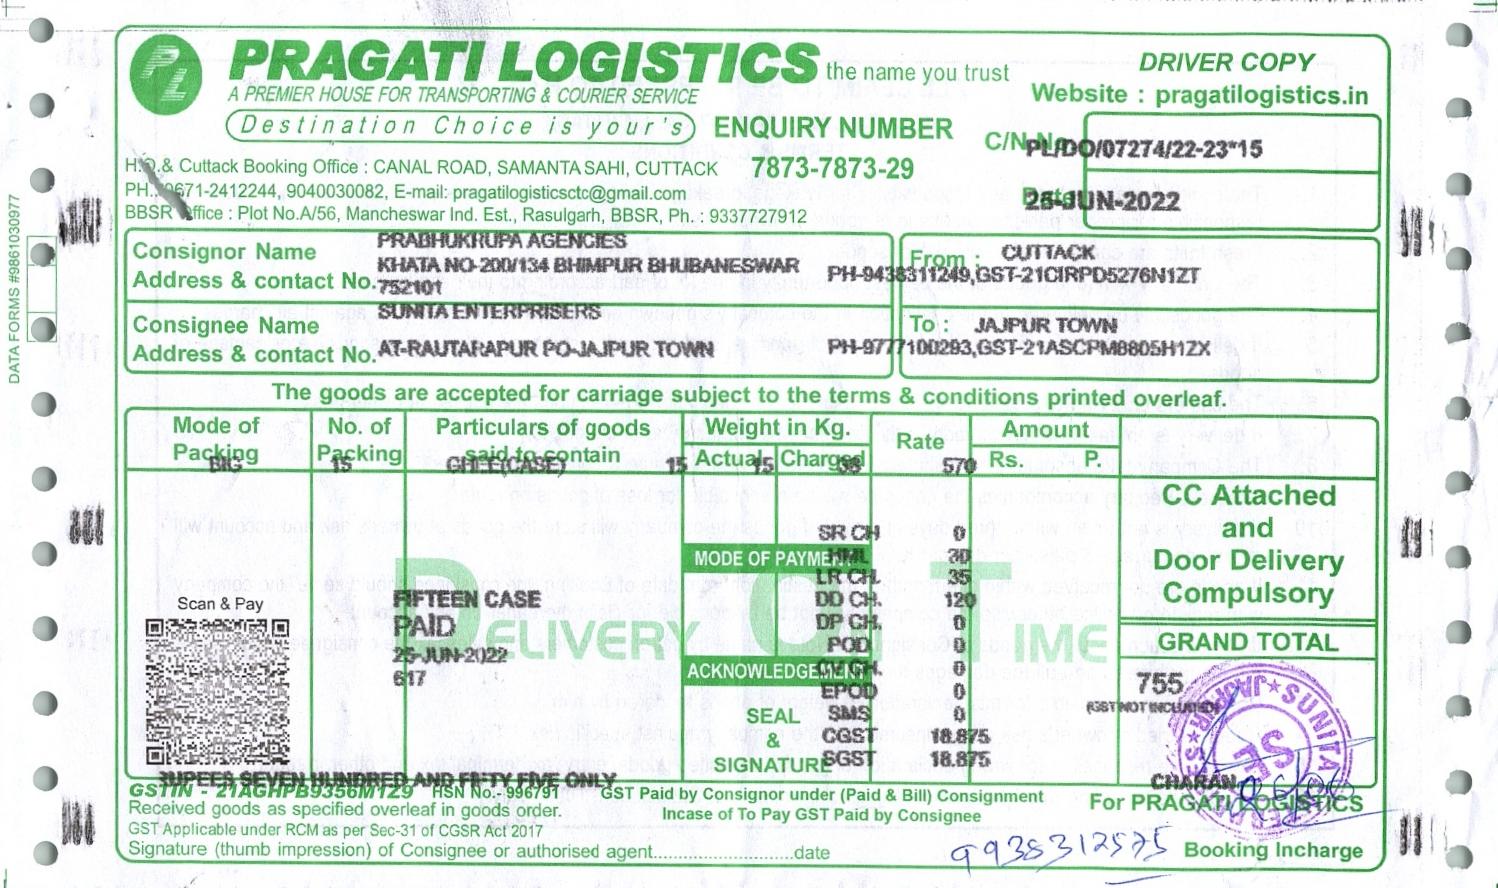 PRAGATI LOGISTICS the name you trust
A PREMIER HOUSE FOR TRANSPORTING & COURIER SERVICE
Destination Choice is your's
DRIVER COPY
Website : pragatilogistics.in
ENQUIRY NUMBER
7873-7873-29
C/N No.
PL/DO/07274/22-23*15
Date
25-JUN-2022
H.O.& Cuttack Booking Office : CANAL ROAD, SAMANTA SAHI, CUTTACK
PH.: 0671-2412244, 9040030082, E-mail: pragatilogisticsctc@gmail.com
BBSR Office : Plot No.A/56, Mancheswar Ind. Est., Rasulgarh, BBSR, Ph. : 9337727912
DATA FORMS #9861030977
Consignor Name PRABHUKRUPA AGENCIES
Address & contact No. KHATA NO-200/134 BHIMPUR BHUBANESWAR
752101
From : CUTTACK
PH-9438311249,GST-21CIRPD5276N1ZT
Consignee Name SUNITA ENTERPRISERS
Address & contact No. AT-RAUTARAPUR PO-JAJPUR TOWN
To : JAJPUR TOWN
PH-9777100293,GST-21ASCPM8805H1ZX
The goods are accepted for carriage subject to the terms & conditions printed overleaf.
Mode of Packing No. of Packing Particulars of goods said to contain Weight in Kg. Actual Charged Rate Amount Rs. P.
BIG 15 GHEE(CASE) 15 15 38 570
CC Attached
and
Door Delivery
Compulsory
SR CH 0
MODE OF PAYMENT
HML 30
LR CH. 35
DD CH. 120
DP CH. 0
POD 0
ACKNOWLEDGEMENT
CV CH. 0
EPOD 0
SMS 0
CGST 18.875
SGST 18.875
SEAL
&
SIGNATURE
DELIVERY ON TIME
Scan & Pay
FIFTEEN CASE
PAID
25-JUN-2022
617
GRAND TOTAL
755
(GST NOT INCLUDED)
SUNITA
JAJPUR
SE
CHARAN
RUPEES SEVEN HUNDRED AND FIFTY FIVE ONLY
GSTIN - 21AGHPB9356M1Z9 HSN No.- 996791
GST Paid by Consignor under (Paid & Bill) Consignment
Incase of To Pay GST Paid by Consignee
For PRAGATI LOGISTICS
Received goods as specified overleaf in goods order.
GST Applicable under RCM as per Sec-31 of CGSR Act 2017
Signature (thumb impression) of Consignee or authorised agent........................date
9938312575
Booking Incharge